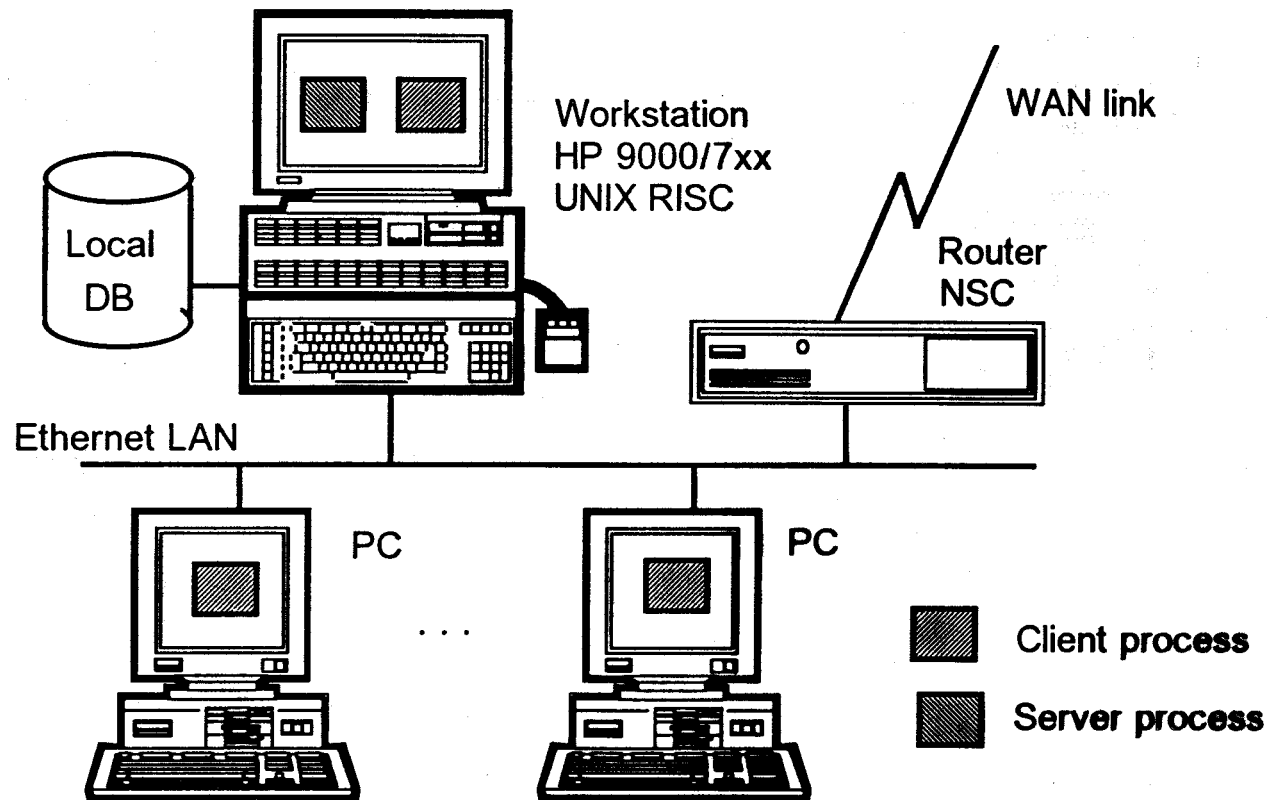 Workstation
HP 9000/7xx
UNIX RISC
WAN link
Local
DB
Router
NSC
Ethernet LAN
PC
PC
. . .
Client process
Server process